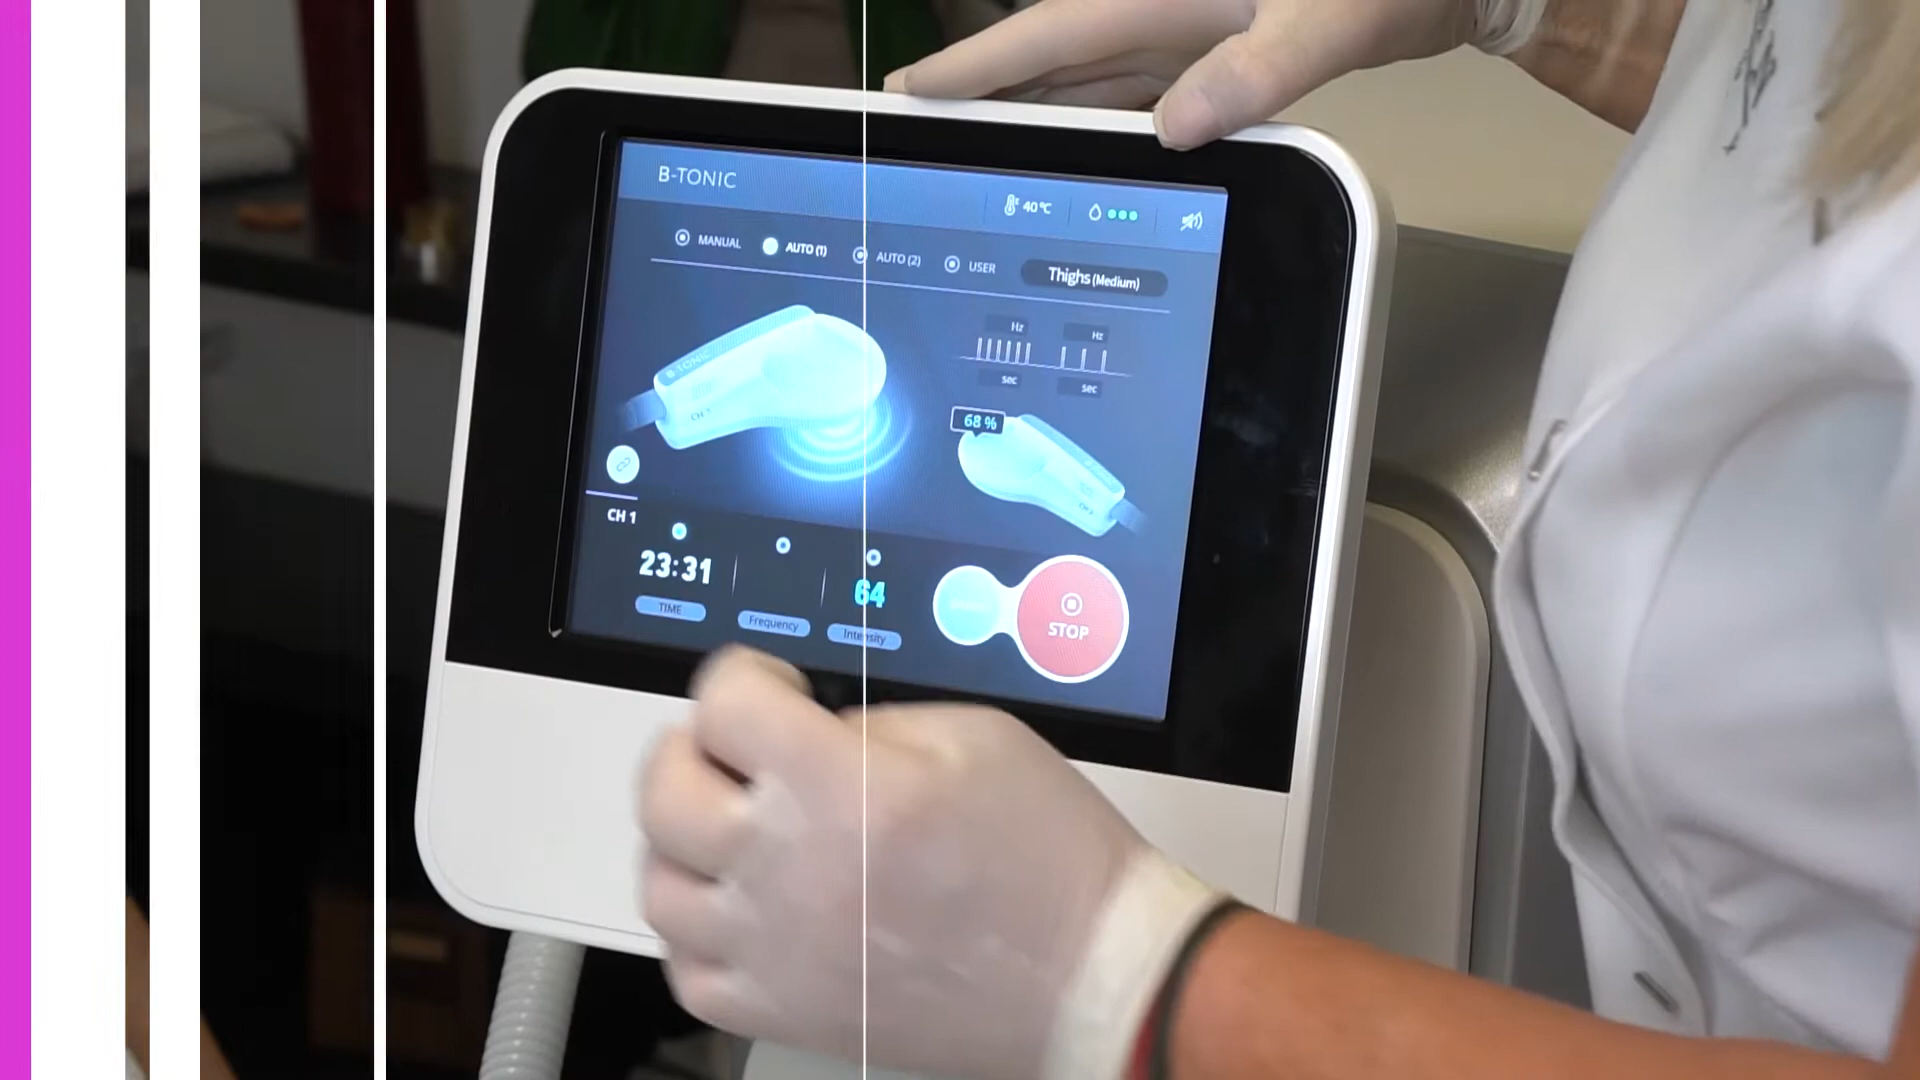 B-TONIC
40 °C
MANUAL
AUTO (1)
AUTO (2)
USER
Thighs (Medium)
Hz
Hz
sec
sec
B-TONIC
68 %
CH 1
23:31
64
TIME
Frequency
Intensity
STOP